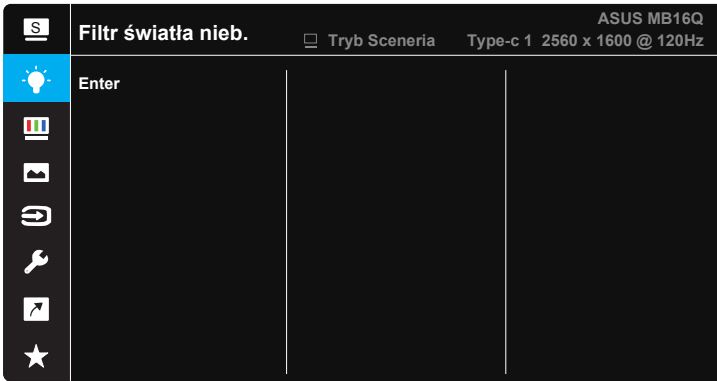 S
ASUS MB16Q
Filtr światła nieb.
Tryb Sceneria Type-c 1 2560 x 1600 @ 120Hz
Enter